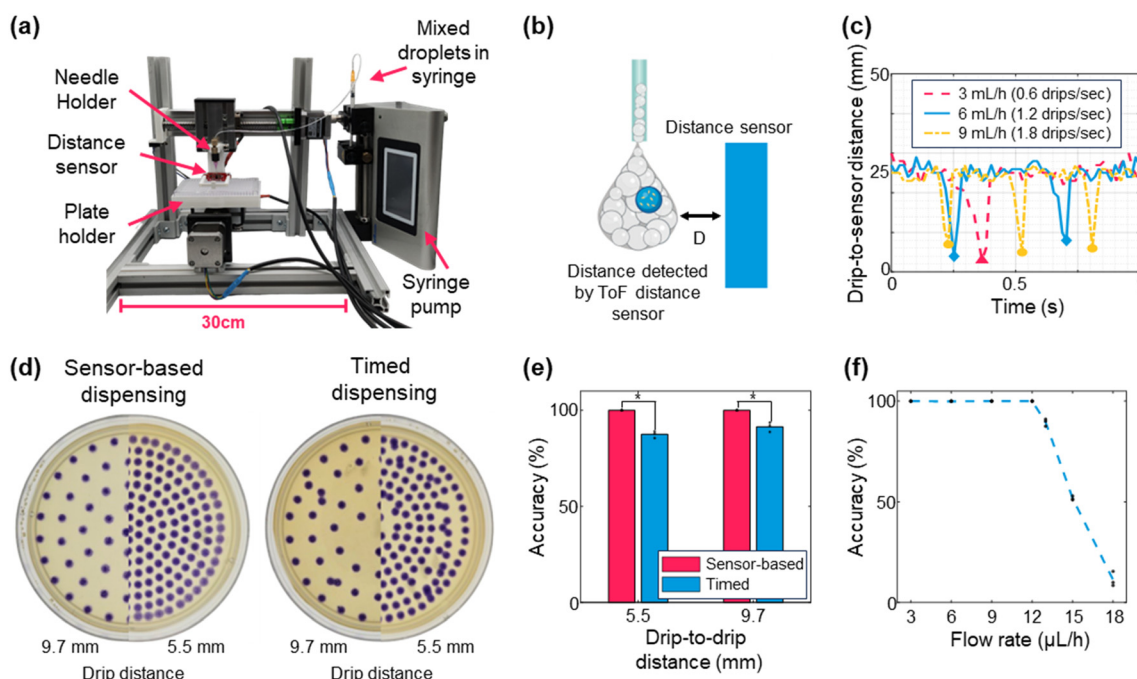 (a)
Mixed
droplets in
syringe
Needle
Holder
Distance
sensor
Plate
holder
Syringe
pump
30cm
(b)
Distance sensor
D
Distance detected
by ToF distance
sensor
(c)
Drip-to-sensor distance (mm)
50
25
0
3 mL/h (0.6 drips/sec)
6 mL/h (1.2 drips/sec)
9 mL/h (1.8 drips/sec)
0
0.5
1
Time (s)
(d)
Sensor-based
dispensing
Timed
dispensing
9.7 mm
5.5 mm
Drip distance
9.7 mm
5.5 mm
Drip distance
(e)
Accuracy (%)
100
50
0
*
*
Sensor-based
Timed
5.5
9.7
Drip-to-drip
distance (mm)
(f)
Accuracy (%)
100
50
0
3 6 9 12 15 18
Flow rate (μL/h)